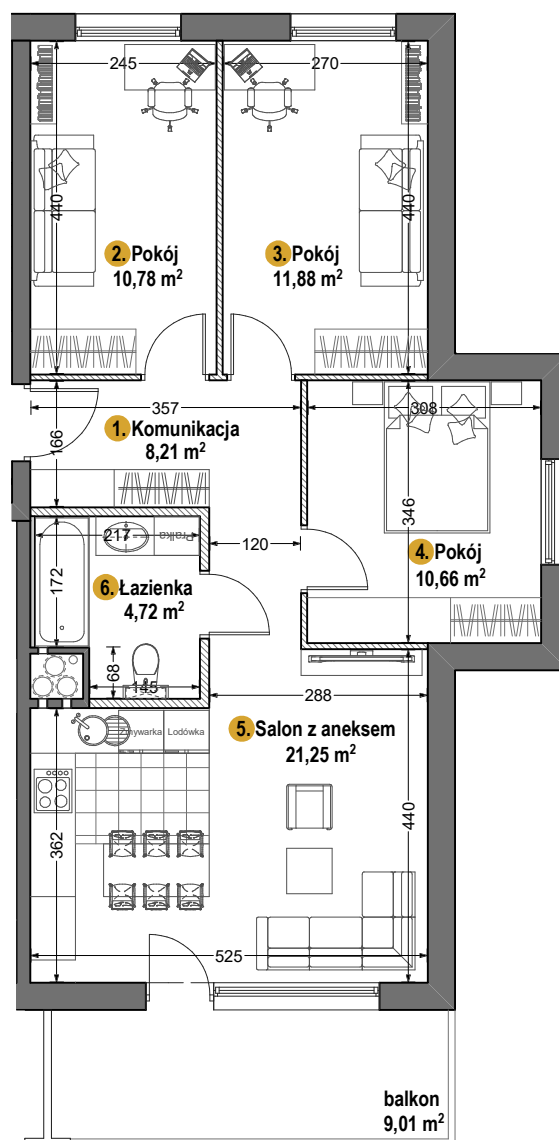 245
270
440
440
2. Pokój
10,78 m²
3. Pokój
11,88 m²
357
308
1. Komunikacja
8,21 m²
166
346
217
Pralka
120
4. Pokój
10,66 m²
172
6. Łazienka
4,72 m²
68
145
288
5. Salon z aneksem
21,25 m²
Zmywarka
Lodówka
362
440
525
balkon
9,01 m²